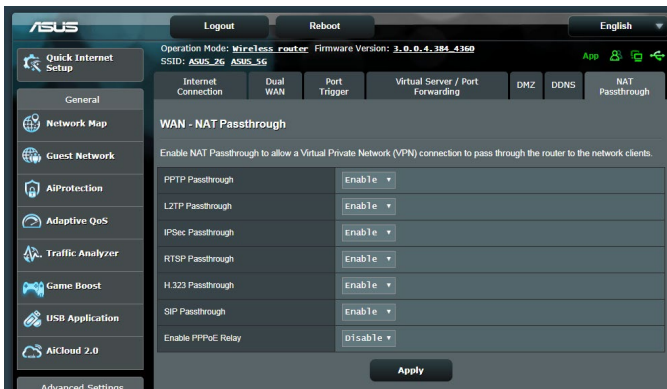 ASUS
Logout
Reboot
English
Quick Internet
Setup
Operation Mode: Wireless router Firmware Version: 3.0.0.4.384_4360
SSID: ASUS_2G ASUS_5G
App
General
Network Map
Guest Network
AiProtection
Adaptive QoS
Traffic Analyzer
Game Boost
USB Application
AiCloud 2.0
Advanced Settings
Internet
Connection
Dual
WAN
Port
Trigger
Virtual Server / Port
Forwarding
DMZ
DDNS
NAT
Passthrough
WAN - NAT Passthrough
Enable NAT Passthrough to allow a Virtual Private Network (VPN) connection to pass through the router to the network clients.
PPTP Passthrough Enable
L2TP Passthrough Enable
IPSec Passthrough Enable
RTSP Passthrough Enable
H.323 Passthrough Enable
SIP Passthrough Enable
Enable PPPoE Relay Disable
Apply